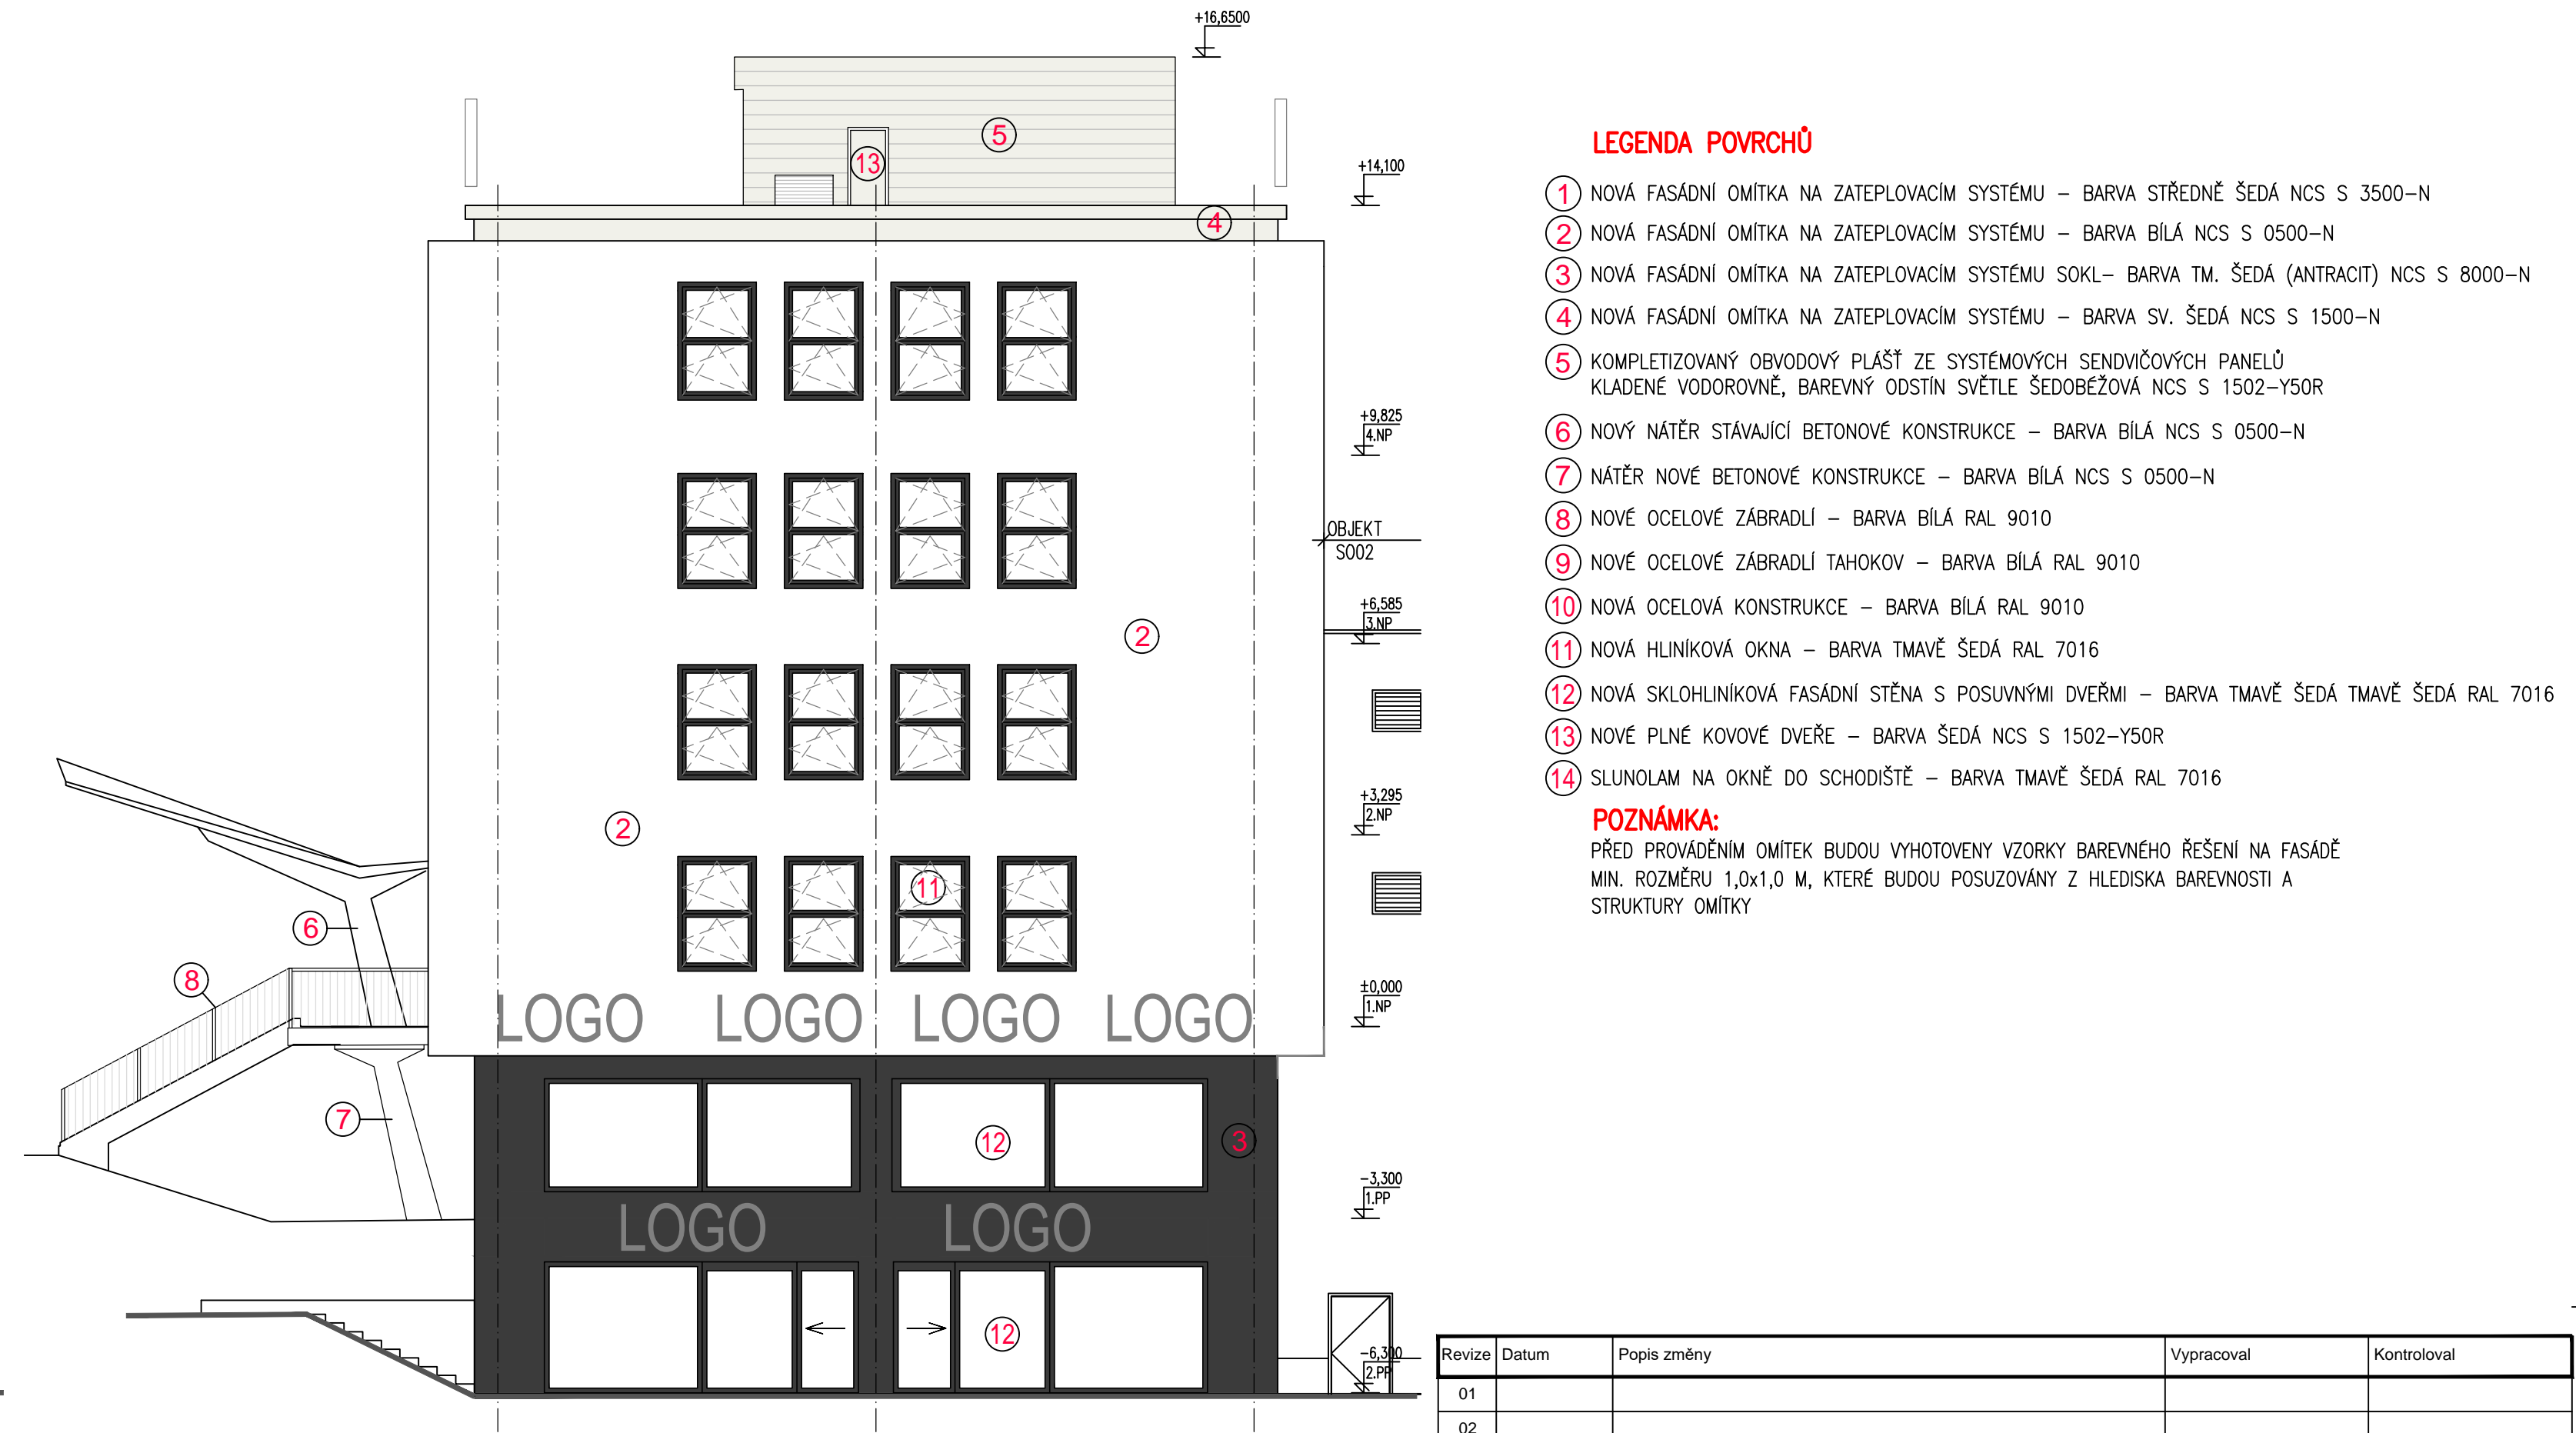 +16,6500
5
13
+14,100
4
+9,825
4.NP
OBJEKT
SO02
+6,585
3.NP
2
+3,295
2.NP
2
11
6
8
±0,000
1.NP
LOGO LOGO LOGO LOGO
7
12
3
-3,300
1.PP
LOGO LOGO
12
-6,300
2.PP
LEGENDA POVRCHŮ
1 NOVÁ FASÁDNÍ OMÍTKA NA ZATEPLOVACÍM SYSTÉMU – BARVA STŘEDNĚ ŠEDÁ NCS S 3500–N
2 NOVÁ FASÁDNÍ OMÍTKA NA ZATEPLOVACÍM SYSTÉMU – BARVA BÍLÁ NCS S 0500–N
3 NOVÁ FASÁDNÍ OMÍTKA NA ZATEPLOVACÍM SYSTÉMU SOKL– BARVA TM. ŠEDÁ (ANTRACIT) NCS S 8000–N
4 NOVÁ FASÁDNÍ OMÍTKA NA ZATEPLOVACÍM SYSTÉMU – BARVA SV. ŠEDÁ NCS S 1500–N
5 KOMPLETIZOVANÝ OBVODOVÝ PLÁŠŤ ZE SYSTÉMOVÝCH SENDVIČOVÝCH PANELŮ
KLADENÉ VODOROVNĚ, BAREVNÝ ODSTÍN SVĚTLE ŠEDOBÉŽOVÁ NCS S 1502–Y50R
6 NOVÝ NÁTĚR STÁVAJÍCÍ BETONOVÉ KONSTRUKCE – BARVA BÍLÁ NCS S 0500–N
7 NÁTĚR NOVÉ BETONOVÉ KONSTRUKCE – BARVA BÍLÁ NCS S 0500–N
8 NOVÉ OCELOVÉ ZÁBRADLÍ – BARVA BÍLÁ RAL 9010
9 NOVÉ OCELOVÉ ZÁBRADLÍ TAHOKOV – BARVA BÍLÁ RAL 9010
10 NOVÁ OCELOVÁ KONSTRUKCE – BARVA BÍLÁ RAL 9010
11 NOVÁ HLINÍKOVÁ OKNA – BARVA TMAVĚ ŠEDÁ RAL 7016
12 NOVÁ SKLOHLINÍKOVÁ FASÁDNÍ STĚNA S POSUVNÝMI DVEŘMI – BARVA TMAVĚ ŠEDÁ TMAVĚ ŠEDÁ RAL 7016
13 NOVÉ PLNÉ KOVOVÉ DVEŘE – BARVA ŠEDÁ NCS S 1502–Y50R
14 SLUNOLAM NA OKNĚ DO SCHODIŠTĚ – BARVA TMAVĚ ŠEDÁ RAL 7016
POZNÁMKA:
PŘED PROVÁDĚNÍM OMÍTEK BUDOU VYHOTOVENY VZORKY BAREVNÉHO ŘEŠENÍ NA FASÁDĚ
MIN. ROZMĚRU 1,0x1,0 M, KTERÉ BUDOU POSUZOVÁNY Z HLEDISKA BAREVNOSTI A
STRUKTURY OMÍTKY
Revize Datum Popis změny Vypracoval Kontroloval
01
02